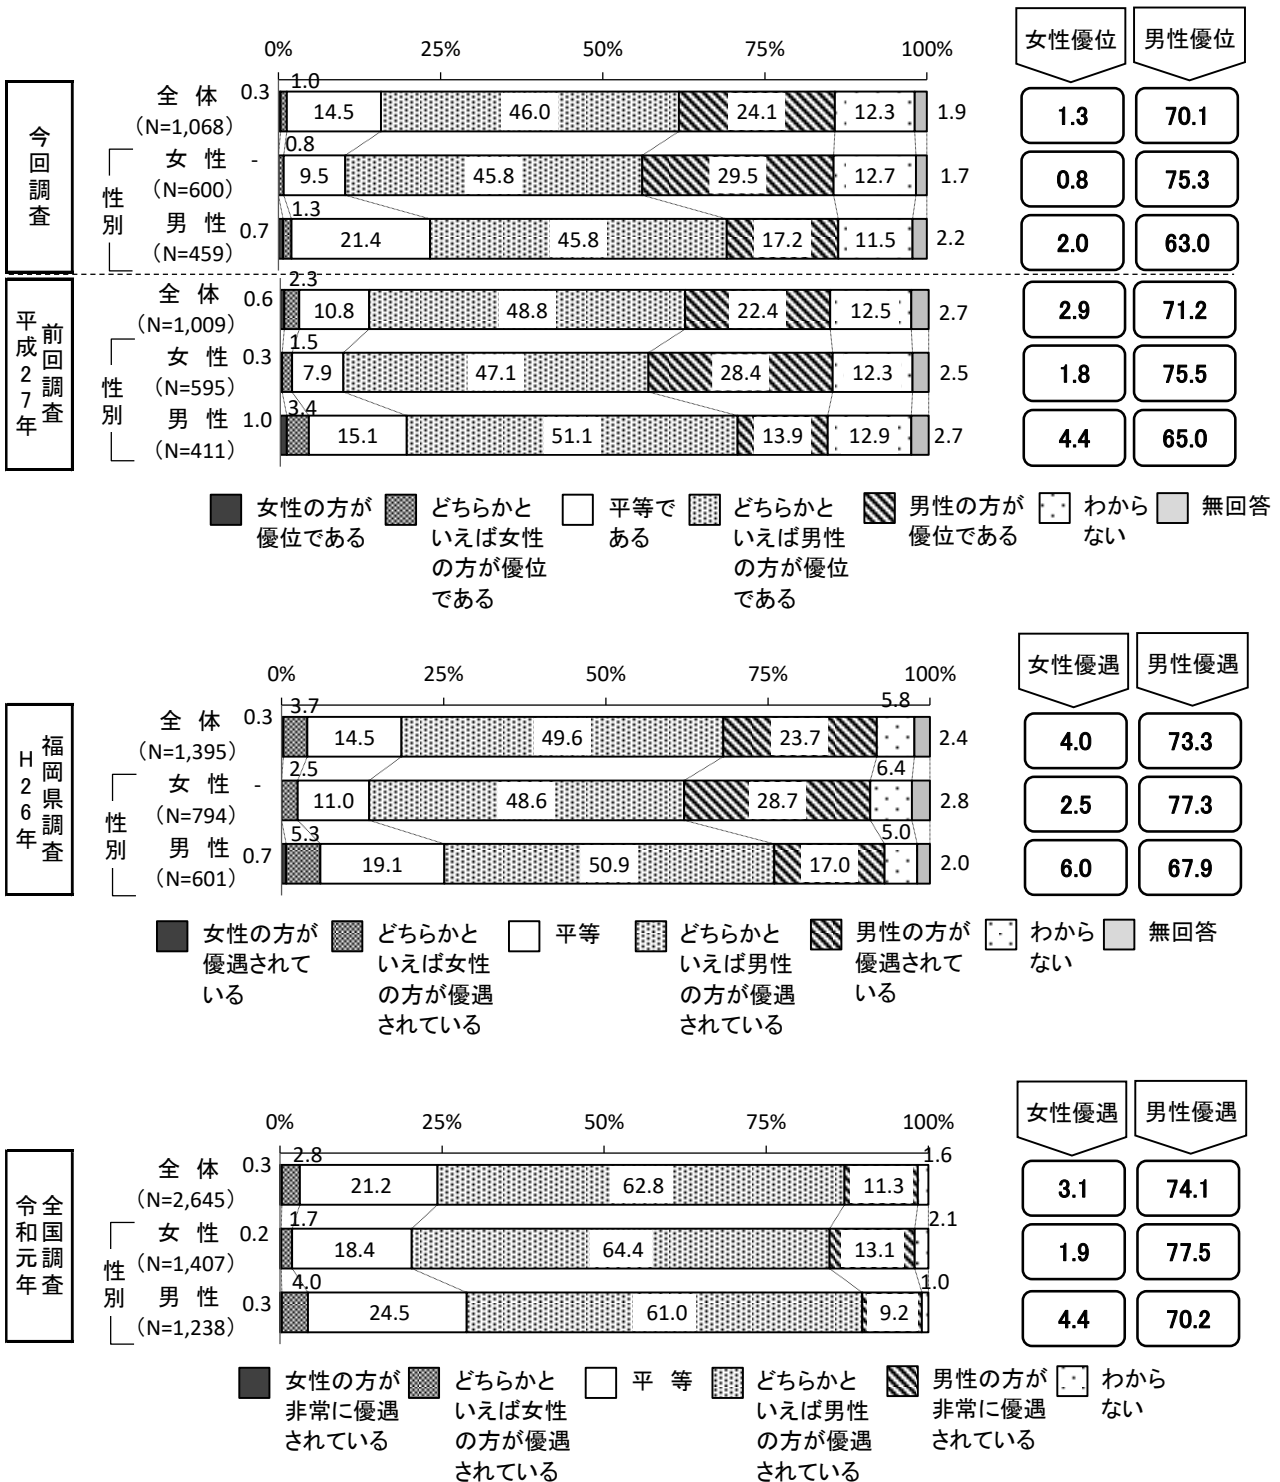 0% 25% 50% 75% 100%
女性優位 男性優位
今回調査
全 体 0.3 1.0 14.5 46.0 24.1 12.3 1.9 1.3 70.1
(N=1,068)
性別
女 性 - 0.8 9.5 45.8 29.5 12.7 1.7 0.8 75.3
(N=600)
男 性 0.7 1.3 21.4 45.8 17.2 11.5 2.2 2.0 63.0
(N=459)
前回調査
平成27年
全 体 0.6 2.3 10.8 48.8 22.4 12.5 2.7 2.9 71.2
(N=1,009)
性別
女 性 0.3 1.5 7.9 47.1 28.4 12.3 2.5 1.8 75.5
(N=595)
男 性 1.0 3.4 15.1 51.1 13.9 12.9 2.7 4.4 65.0
(N=411)
女性の方が
優位である
どちらかと
いえば女性
の方が優位
である
平等で
ある
どちらかと
いえば男性
の方が優位
である
男性の方が
優位である
わから
ない
無回答
0% 25% 50% 75% 100%
女性優遇 男性優遇
福岡県調査
H26年
全 体 0.3 3.7 14.5 49.6 23.7 5.8 2.4 4.0 73.3
(N=1,395)
性別
女 性 - 2.5 11.0 48.6 28.7 6.4 2.8 2.5 77.3
(N=794)
男 性 0.7 5.3 19.1 50.9 17.0 5.0 2.0 6.0 67.9
(N=601)
女性の方が
優遇されて
いる
どちらかと
いえば女性
の方が優遇
されている
平等
どちらかと
いえば男性
の方が優遇
されている
男性の方が
優遇されて
いる
わから
ない
無回答
0% 25% 50% 75% 100%
女性優遇 男性優遇
全国調査
令和元年
全 体 0.3 2.8 21.2 62.8 11.3 1.6 3.1 74.1
(N=2,645)
性別
女 性 0.2 1.7 18.4 64.4 13.1 2.1 1.9 77.5
(N=1,407)
男 性 0.3 4.0 24.5 61.0 9.2 1.0 4.4 70.2
(N=1,238)
女性の方が
非常に優遇
されている
どちらかと
いえば女性
の方が優遇
されている
平 等
どちらかと
いえば男性
の方が優遇
されている
男性の方が
非常に優遇
されている
わから
ない